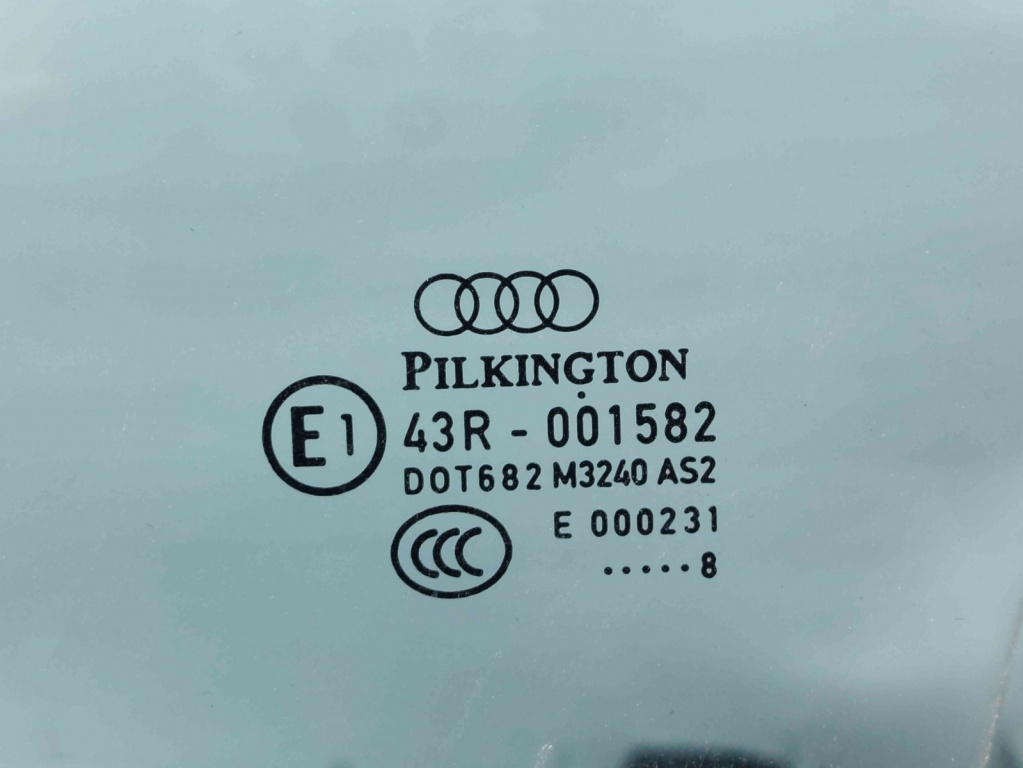 PILKINGTON
E1 43R - 001582
DOT682 M3240 AS2
CCC E 000231
.....8